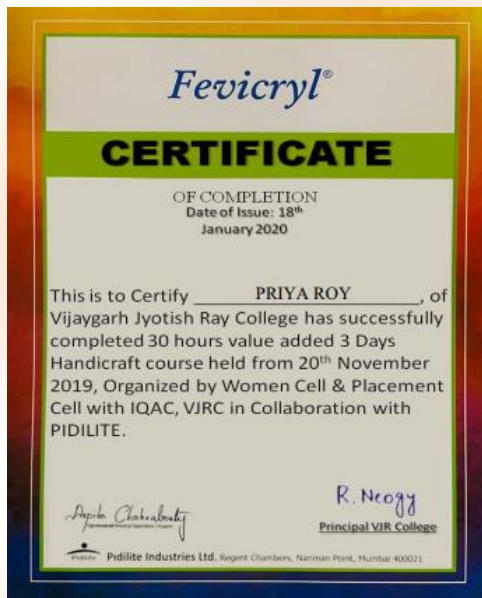 Fevicryl®
CERTIFICATE
OF COMPLETION
Date of Issue: 18th
January 2020
This is to Certify PRIYA ROY, of
Vijaygarh Jyotish Ray College has successfully
completed 30 hours value added 3 Days
Handicraft course held from 20th November
2019, Organized by Women Cell & Placement
Cell with IQAC, VJRC in Collaboration with
PIDILITE.
R. Neogy
Principal VJR College
Pidilite Pidilite Industries Ltd. Regent Chambers, Nariman Point, Mumbai 400021